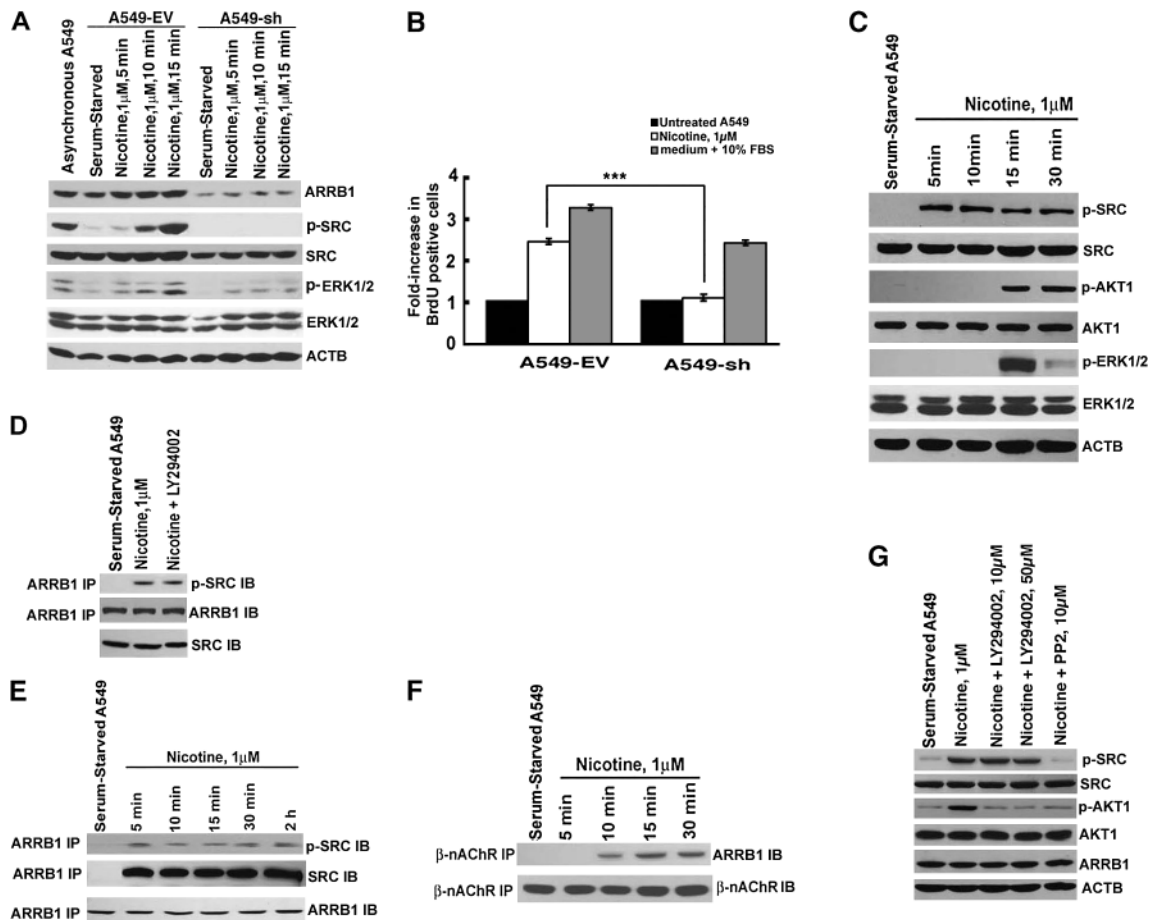 A
A549-EV
A549-sh
Asynchronous A549
Serum-Starved
Nicotine,1μM,5 min
Nicotine,1μM,10 min
Nicotine,1μM,15 min
Serum-Starved
Nicotine,1μM,5min
Nicotine,1μM,10 min
Nicotine,1μM,15 min
ARRB1
p-SRC
SRC
p-ERK1/2
ERK1/2
ACTB
B
Untreated A549
Nicotine, 1μM
medium + 10% FBS
Fold-increase in
BrdU positive cells
4
3
2
1
0
***
A549-EV
A549-sh
C
Serum-Starved A549
Nicotine, 1μM
5min
10min
15 min
30 min
p-SRC
SRC
p-AKT1
AKT1
p-ERK1/2
ERK1/2
ACTB
D
Serum-Starved A549
Nicotine,1μM
Nicotine + LY294002
ARRB1 IP
p-SRC IB
ARRB1 IP
ARRB1 IB
SRC IB
E
Serum-Starved A549
Nicotine, 1μM
5 min
10 min
15 min
30 min
2 h
ARRB1 IP
p-SRC IB
ARRB1 IP
SRC IB
ARRB1 IP
ARRB1 IB
F
Serum-Starved A549
Nicotine, 1μM
5 min
10 min
15 min
30 min
β-nAChR IP
ARRB1 IB
β-nAChR IP
β-nAChR IB
G
Serum-Starved A549
Nicotine, 1μM
Nicotine + LY294002, 10μM
Nicotine + LY294002, 50μM
Nicotine + PP2, 10μM
p-SRC
SRC
p-AKT1
AKT1
ARRB1
ACTB